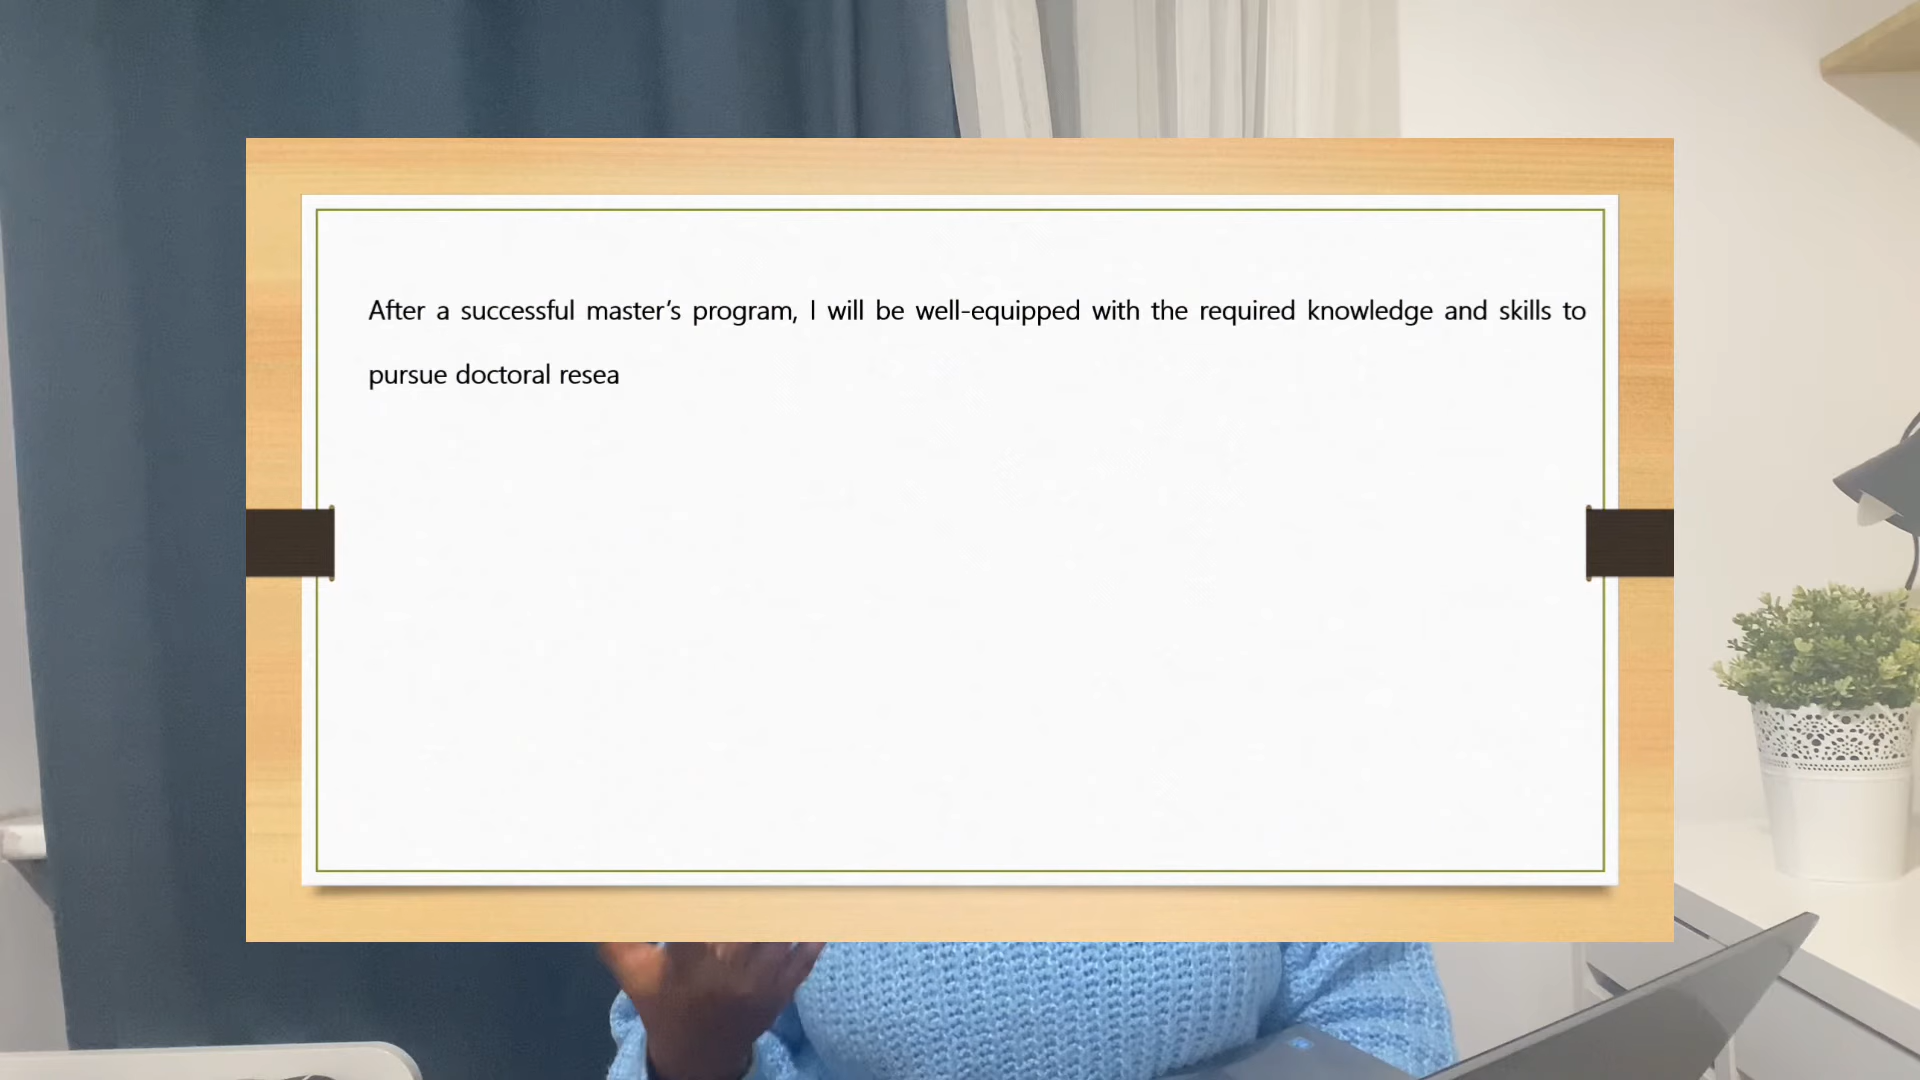 After a successful master’s program, I will be well-equipped with the required knowledge and skills to
pursue doctoral resea